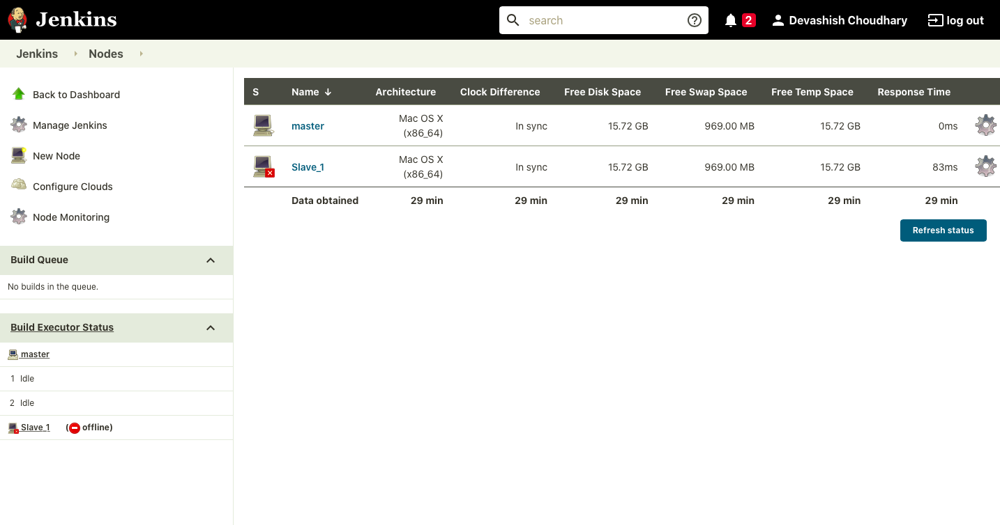 Jenkins
search
2
Devashish Choudhary
log out
Jenkins
Nodes
Back to Dashboard
Manage Jenkins
New Node
Configure Clouds
Node Monitoring
Build Queue
No builds in the queue.
Build Executor Status
master
1 Idle
2 Idle
Slave_1 ( offline)
S Name ↓ Architecture Clock Difference Free Disk Space Free Swap Space Free Temp Space Response Time
master Mac OS X (x86_64) In sync 15.72 GB 969.00 MB 15.72 GB 0ms
Slave_1 Mac OS X (x86_64) In sync 15.72 GB 969.00 MB 15.72 GB 83ms
Data obtained 29 min 29 min 29 min 29 min 29 min 29 min
Refresh status